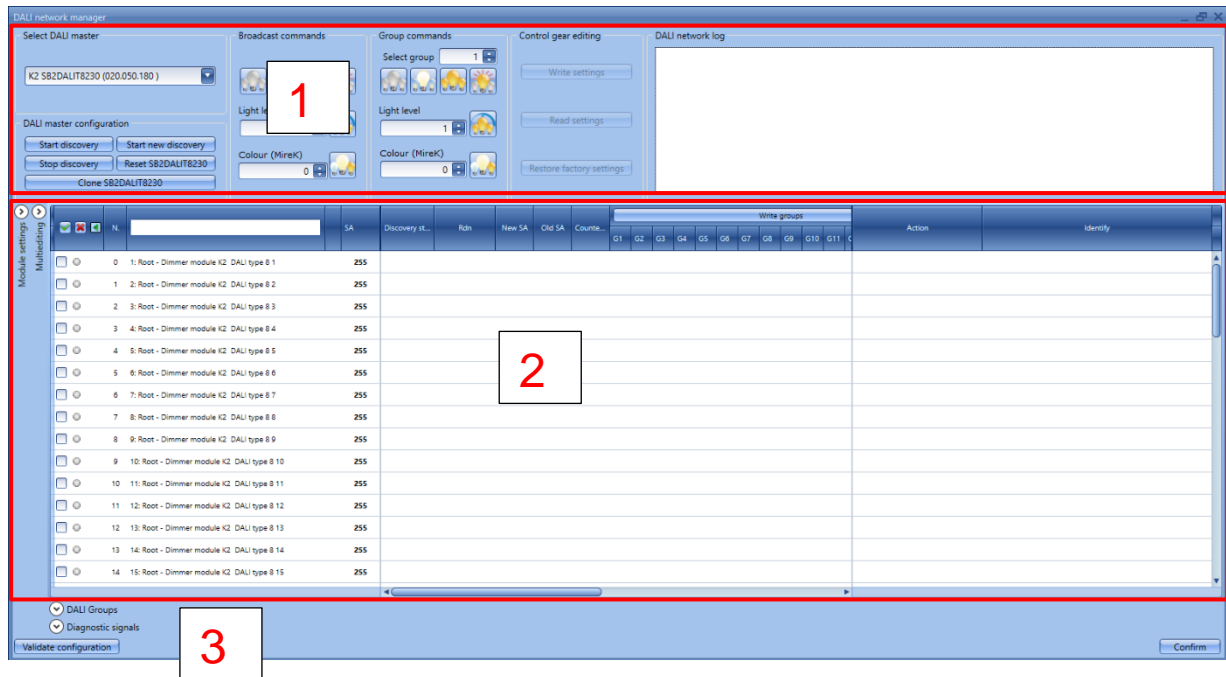 DALI network manager
Select DALI master
K2 SB2DALIT8230 (020.050.180 )
DALI master configuration
Start discovery Start new discovery
Stop discovery Reset SB2DALIT8230
Clone SB2DALIT8230
Broadcast commands
1
Light
Colour (MireK)
0
Group commands
Select group 1
Light level
1
Colour (MireK)
0
Control gear editing
Write settings
Read settings
Restore factory settings
DALI network log
Module settings
Multiediting
N. SA Discovery st... Rdn New SA Old SA Counte... Write groups Action Identify
G1 G2 G3 G4 G5 G6 G7 G8 G9 G10 G11
0 1: Root - Dimmer module K2 DALI type 8 1 255
1 2: Root - Dimmer module K2 DALI type 8 2 255
2 3: Root - Dimmer module K2 DALI type 8 3 255
3 4: Root - Dimmer module K2 DALI type 8 4 255
4 5: Root - Dimmer module K2 DALI type 8 5 255
5 6: Root - Dimmer module K2 DALI type 8 6 255
6 7: Root - Dimmer module K2 DALI type 8 7 255
7 8: Root - Dimmer module K2 DALI type 8 8 255
8 9: Root - Dimmer module K2 DALI type 8 9 255
9 10: Root - Dimmer module K2 DALI type 8 10 255
10 11: Root - Dimmer module K2 DALI type 8 11 255
11 12: Root - Dimmer module K2 DALI type 8 12 255
12 13: Root - Dimmer module K2 DALI type 8 13 255
13 14: Root - Dimmer module K2 DALI type 8 14 255
14 15: Root - Dimmer module K2 DALI type 8 15 255
2
DALI Groups
Diagnostic signals
3
Validate configuration Confirm